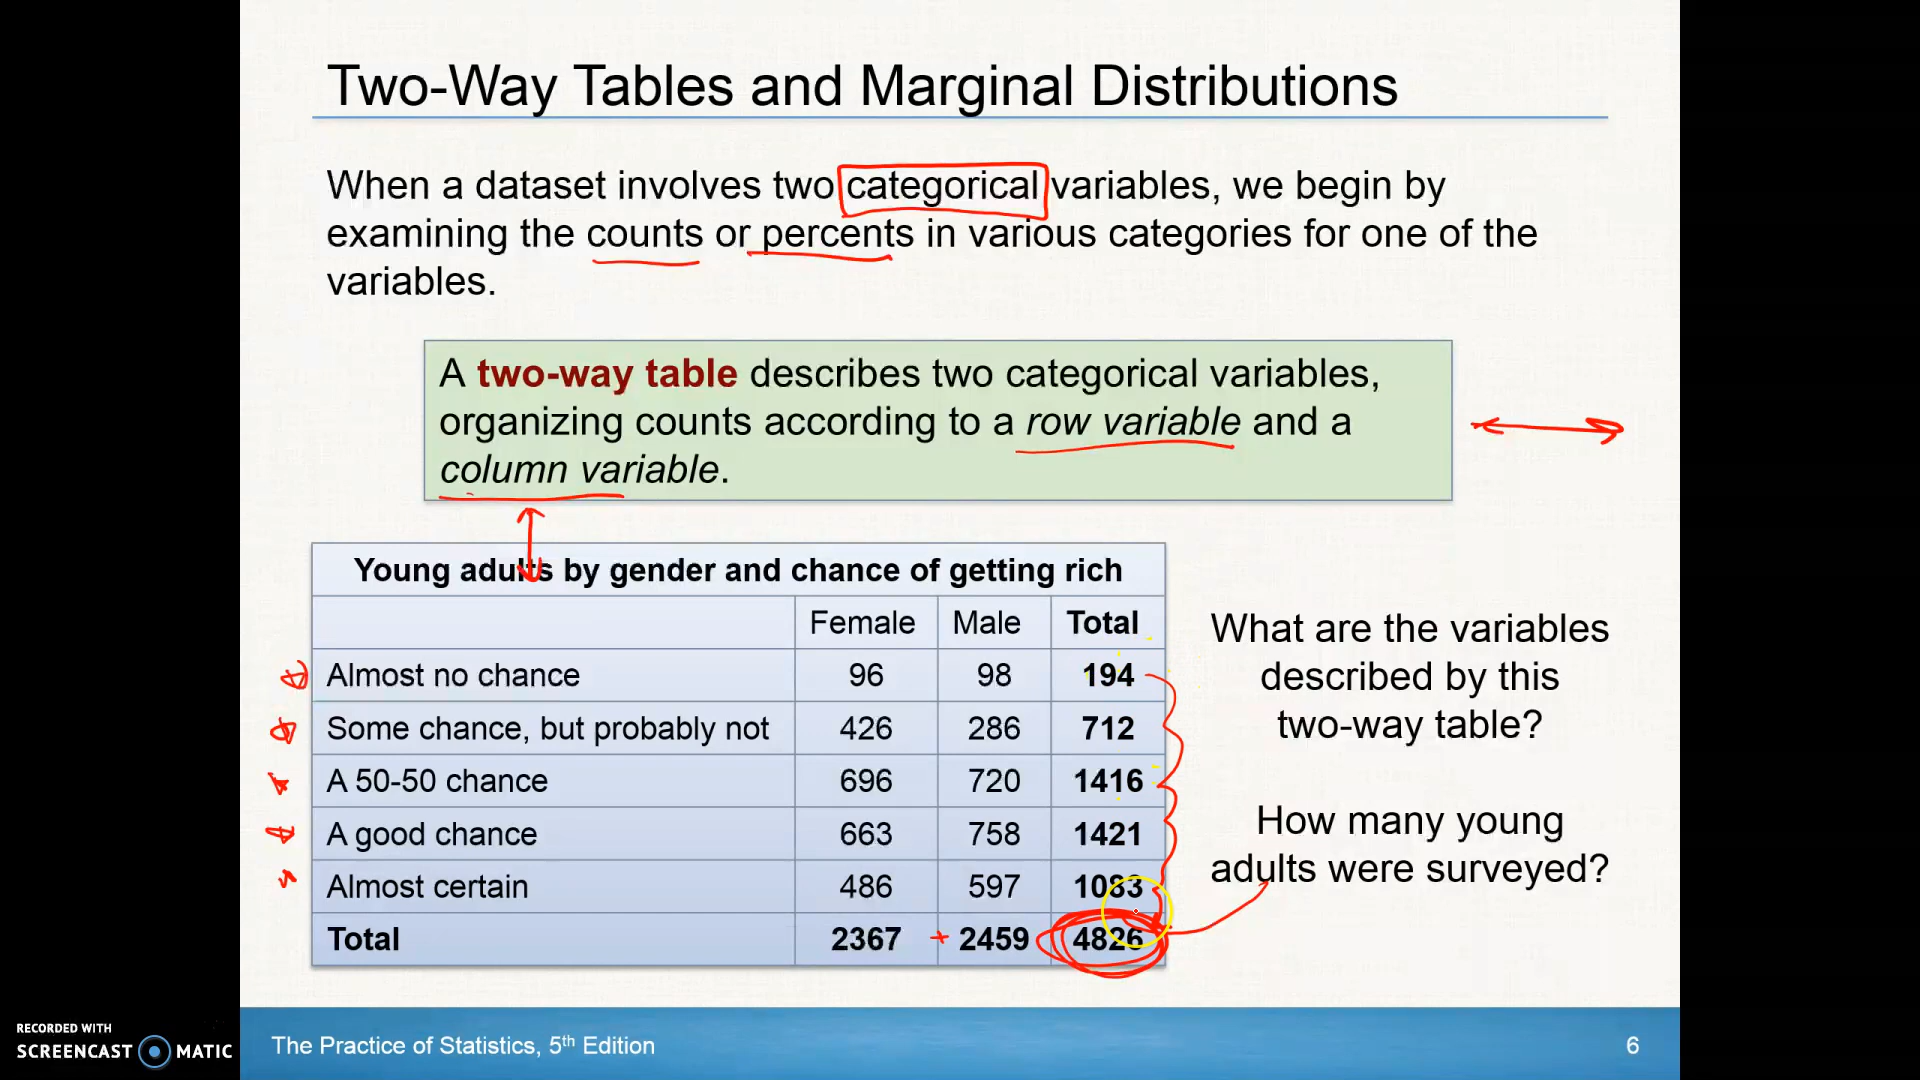 Two-Way Tables and Marginal Distributions
When a dataset involves two categorical variables, we begin by
examining the counts or percents in various categories for one of the
variables.
A two-way table describes two categorical variables,
organizing counts according to a row variable and a
column variable.
Young adults by gender and chance of getting rich
Female Male Total
Almost no chance 96 98 194
Some chance, but probably not 426 286 712
A 50-50 chance 696 720 1416
A good chance 663 758 1421
Almost certain 486 597 1083
Total 2367 + 2459 4826
What are the variables
described by this
two-way table?
How many young
adults were surveyed?
RECORDED WITH
SCREENCAST MATIC
The Practice of Statistics, 5th Edition
6